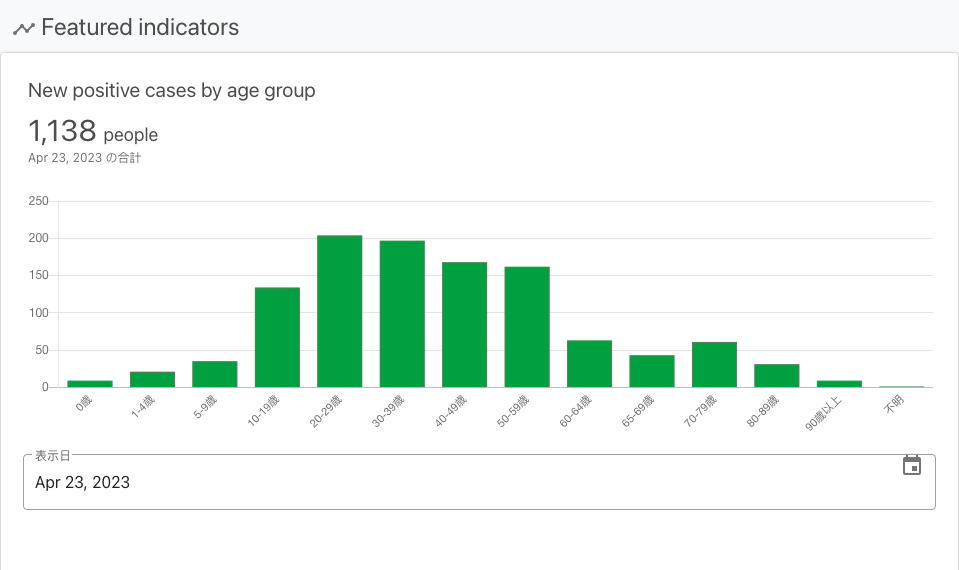 Featured indicators
New positive cases by age group
1,138 people
Apr 23, 2023 の合計
250
200
150
100
50
0
0歳
1-4歳
5-9歳
10-19歳
20-29歳
30-39歳
40-49歳
50-59歳
60-64歳
65-69歳
70-79歳
80-89歳
90歳以上
不明
表示日
Apr 23, 2023